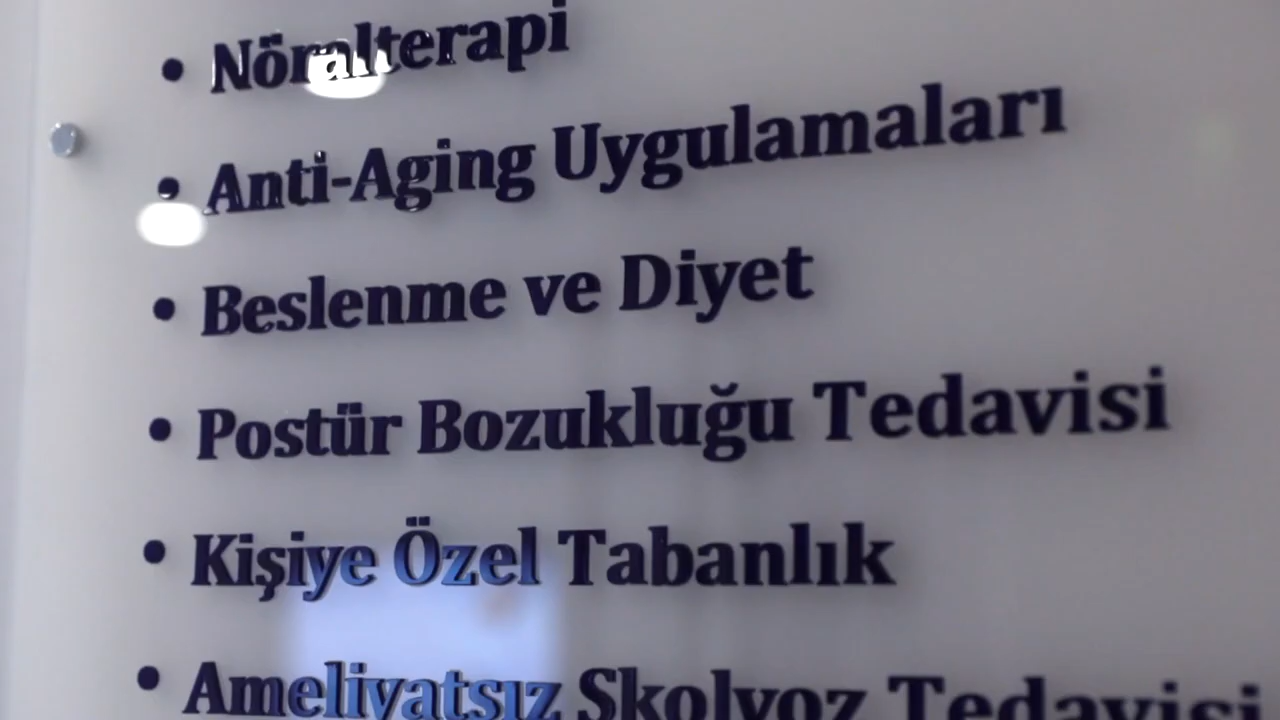 • Nöralterapi
• Anti-Aging Uygulamaları
• Beslenme ve Diyet
• Postür Bozukluğu Tedavisi
• Kişiye Özel Tabanlık
• Ameliyatsız Skolyoz Tedavisi